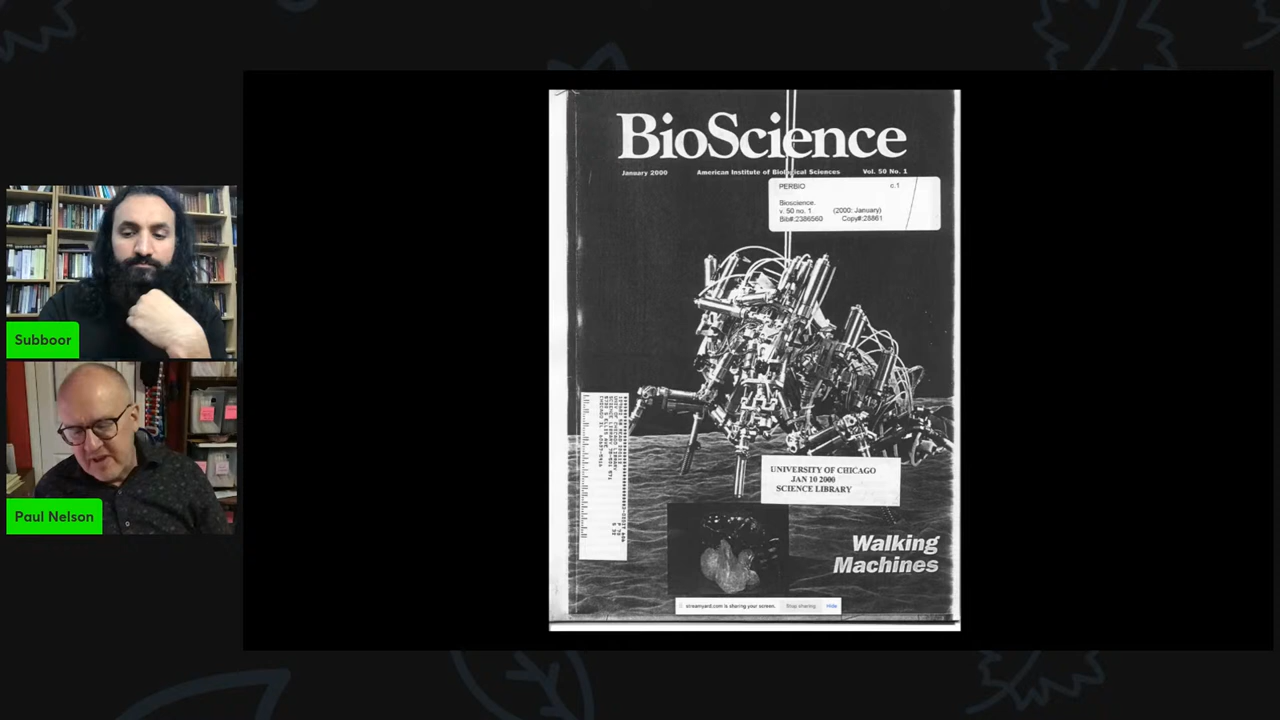 BioScience
January 2000 American Institute of Biological Sciences Vol. 50 No. 1
PERBIO c.1
Bioscience.
v. 50 no. 1 (2000: January)
Bib#:2386560 Copy#:28861
Subboor
Paul Nelson
UNIVERSITY OF CHICAGO
JAN 10 2000
SCIENCE LIBRARY
Walking
Machines
streamyard.com is sharing your screen. Stop sharing Hide